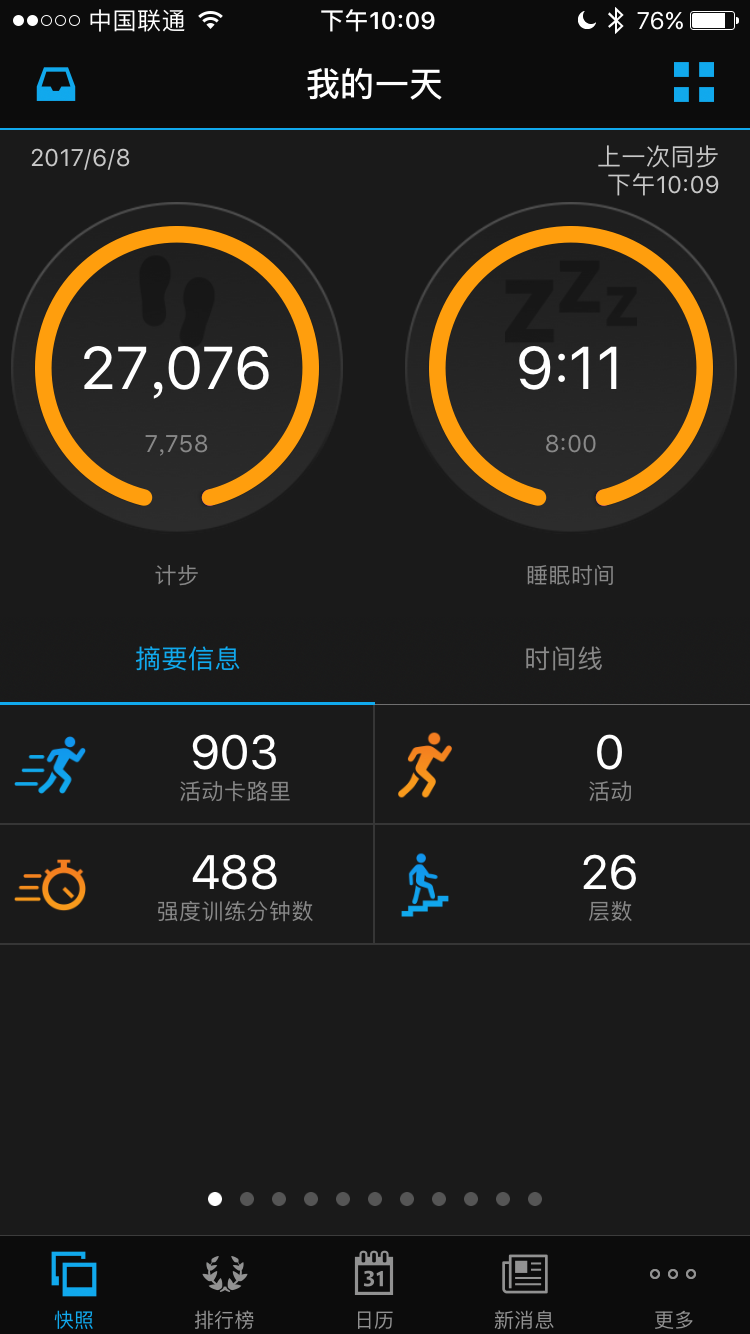 中国联通 下午10:09 76%
我的一天
2017/6/8 上一次同步
下午10:09
zzz
27,076 9:11
7,758 8:00
计步 睡眠时间
摘要信息 时间线
903 0
活动卡路里 活动
488 26
强度训练分钟数 层数
31
快照 排行榜 日历 新消息 更多